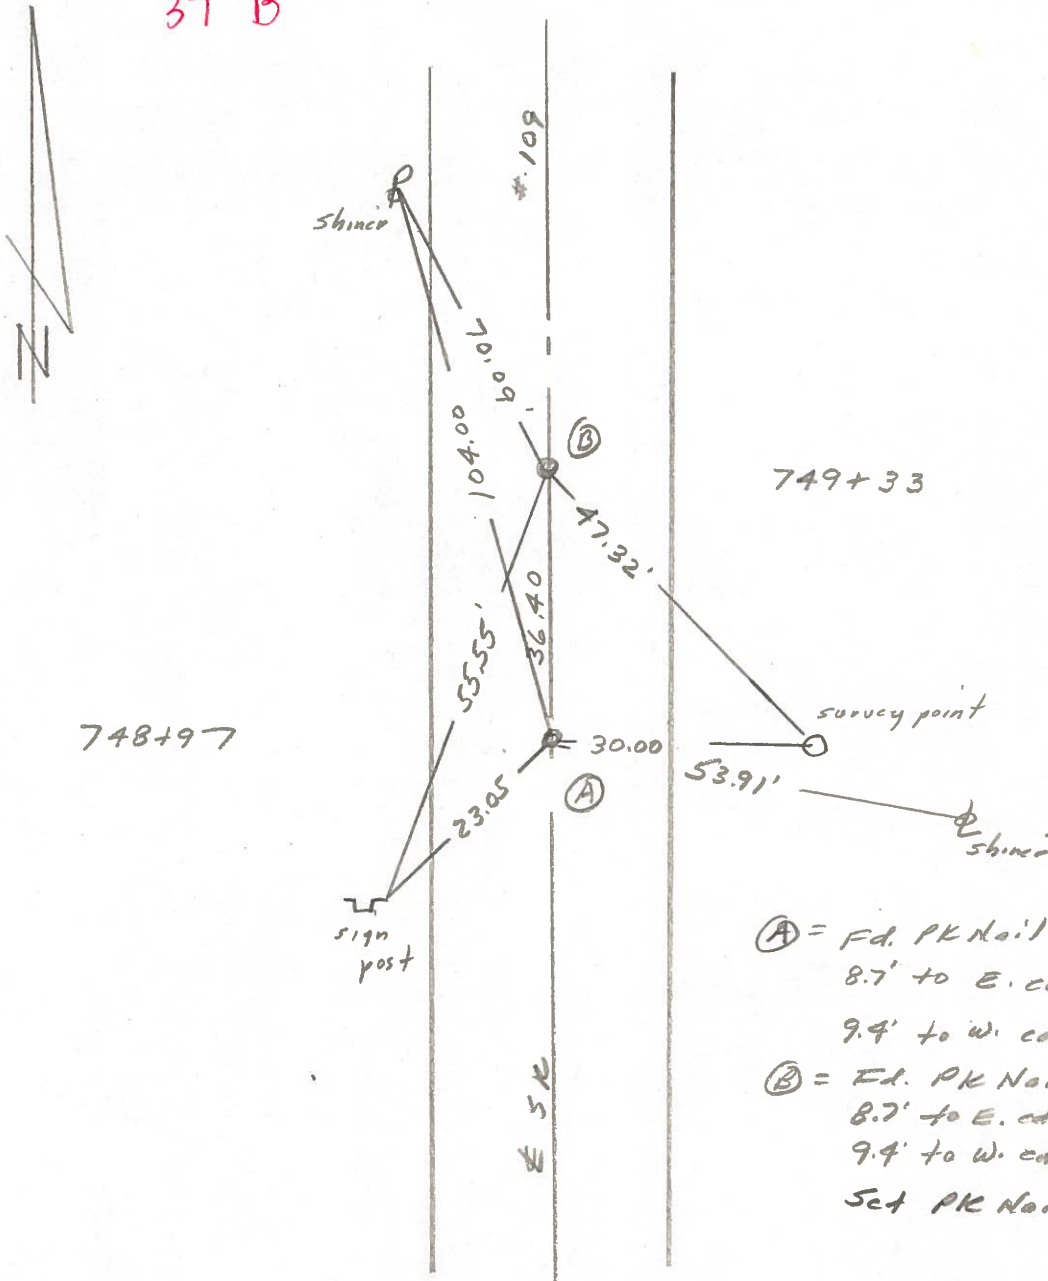 37 B
#109
shiner
N
70.09'
104.00
B
749+33
47.32'
36.40
55.55'
survey point
748+97
30.00
53.91'
A
23.05
shiner
sign
post
A = Fd. PK Nail
8.7' to E.
9.4' to W.
B = Fd. PK
8.7' to E.
9.4' to W.
Set PK
SR